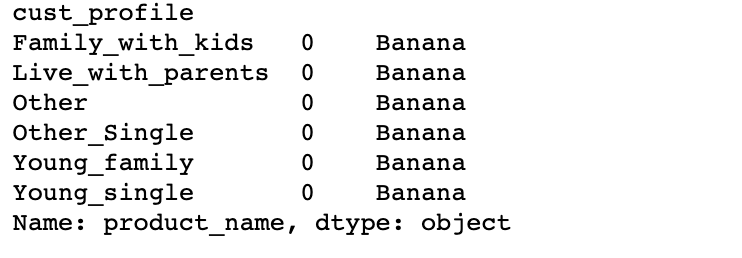 cust_profile
Family_with_kids   0    Banana
Live_with_parents  0    Banana
Other              0    Banana
Other_Single       0    Banana
Young_family       0    Banana
Young_single       0    Banana
Name: product_name, dtype: object